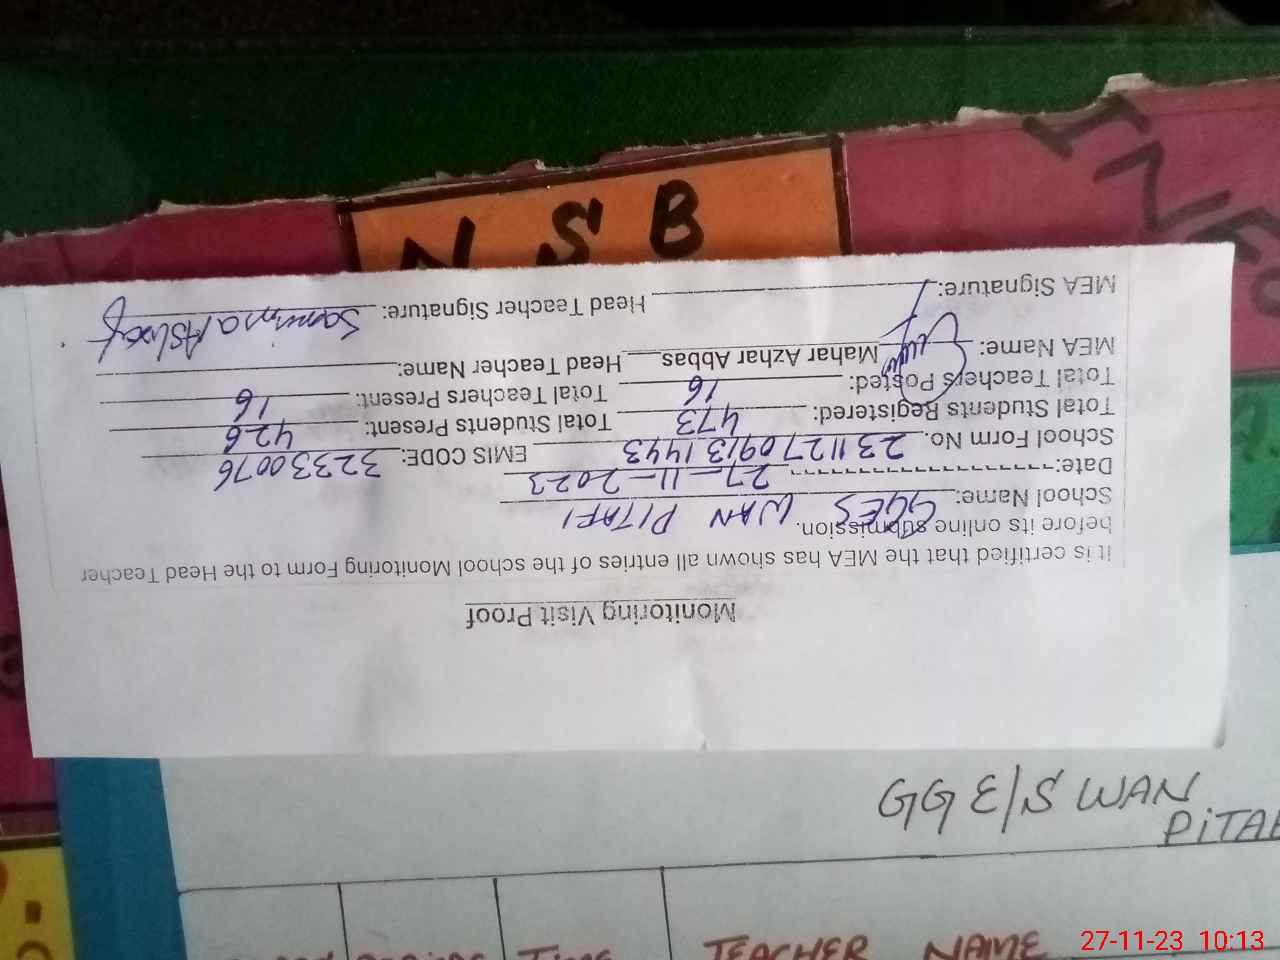 INFO
N S B
Monitoring Visit Proof
It is certified that the MEA has shown all entries of the school Monitoring Form to the Head Teacher
before its online submission.
School Name: GGES WAN PITAFI
Date: 27-11-2023
School Form No. 23112709131443 EMIS CODE: 32330076
Total Students Registered: 473 Total Students Present: 426
Total Teachers Posted: 16 Total Teachers Present: 16
MEA Name: Mahar Azhar Abbas Head Teacher Name:
MEA Signature: Head Teacher Signature: Samina Ashraf
GG E/S WAN
PiTAF
TIME TEACHER NAME
27-11-23 10:13